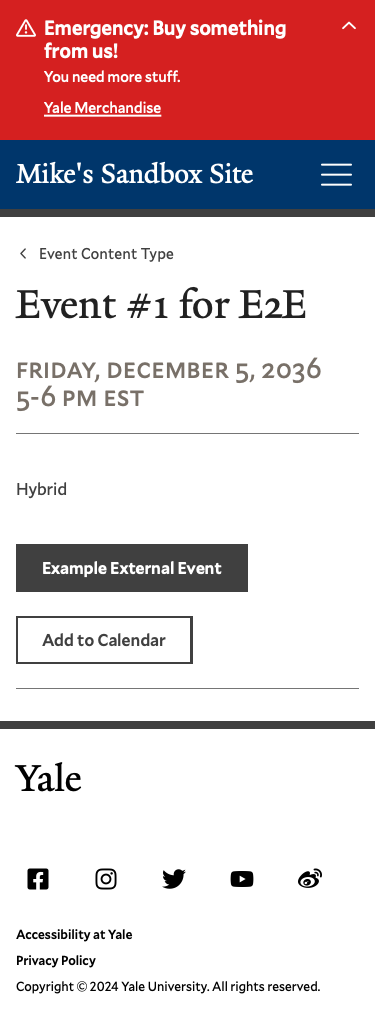 Emergency: Buy something
from us!
You need more stuff.
Yale Merchandise
Mike's Sandbox Site
Event Content Type
Event #1 for E2E
FRIDAY, DECEMBER 5, 2036
5-6 PM EST
Hybrid
Example External Event
Add to Calendar
Yale
Accessibility at Yale
Privacy Policy
Copyright © 2024 Yale University. All rights reserved.